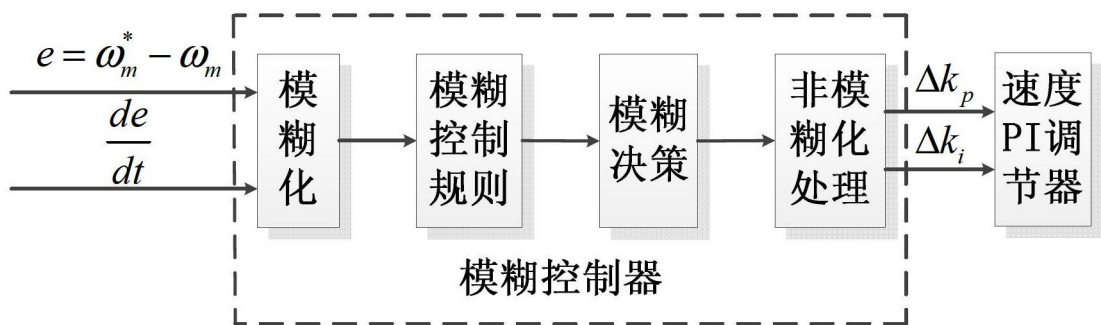 e = ω*m − ωm
de
dt
模
糊
化
模糊
控制
规则
模糊
决策
非模
糊化
处理
Δkp
Δki
速度
PI调
节器
模糊控制器